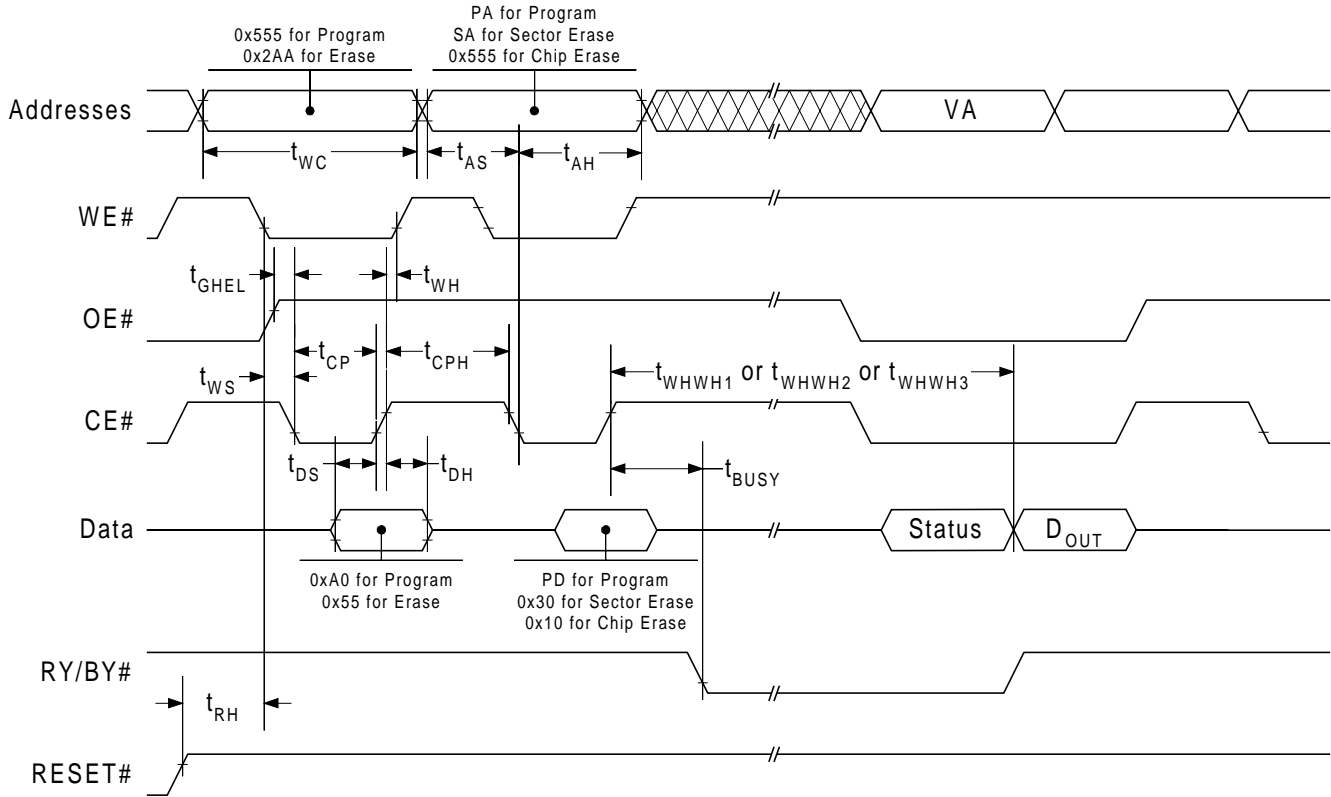 PA for Program
SA for Sector Erase
0x555 for Chip Erase
0x555 for Program
0x2AA for Erase
Addresses
VA
tWC
tAS
tAH
WE#
tGHEL
tWH
OE#
tCP
tCPH
tWHWH1 or tWHWH2 or tWHWH3
tWS
CE#
tDS
tDH
tBUSY
Data
Status
DOUT
0xA0 for Program
0x55 for Erase
PD for Program
0x30 for Sector Erase
0x10 for Chip Erase
RY/BY#
tRH
RESET#